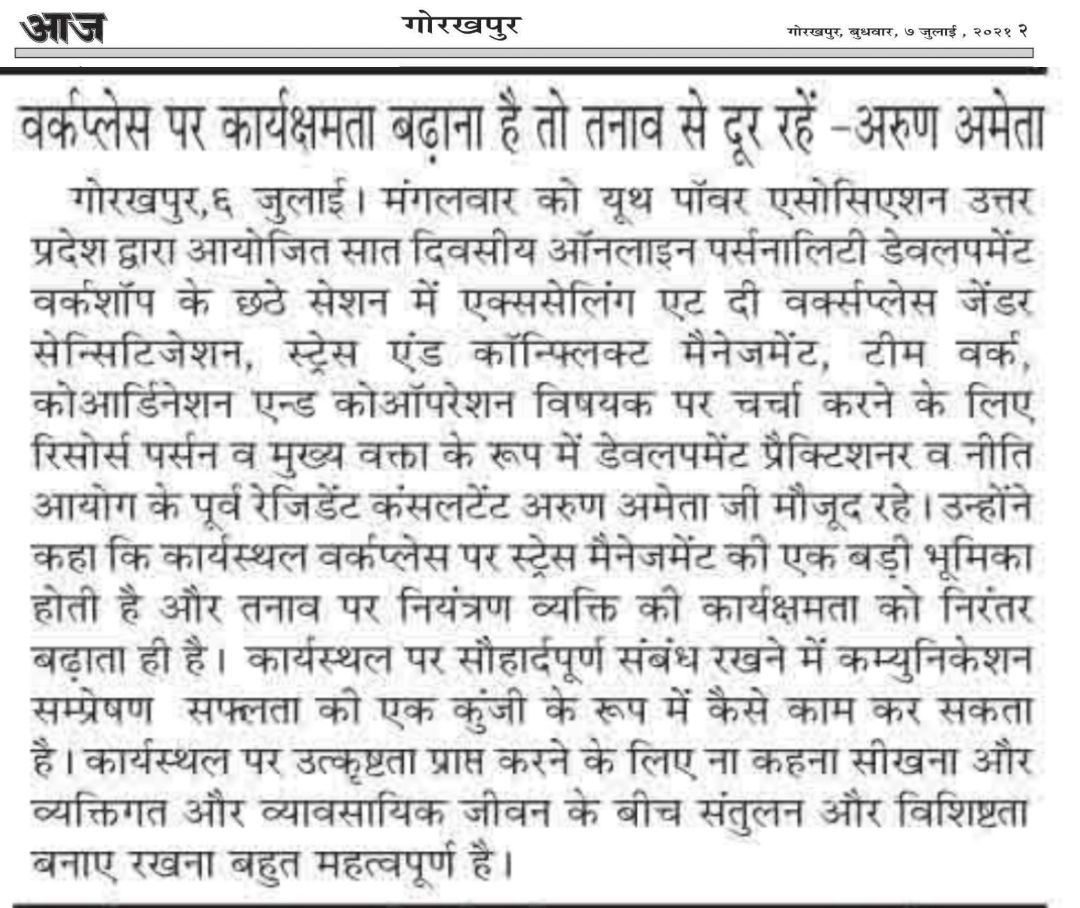 आज
गोरखपुर
गोरखपुर, बुधवार, ७ जुलाई, २०२१ २
वर्कप्लेस पर कार्यक्षमता बढ़ाना है तो तनाव से दूर रहें -अरुण अमेता
गोरखपुर,६ जुलाई। मंगलवार को यूथ पॉवर एसोसिएशन उत्तर
प्रदेश द्वारा आयोजित सात दिवसीय ऑनलाइन पर्सनालिटी डेवलपमेंट
वर्कशॉप के छठे सेशन में एक्ससेलिंग एट दी वर्क्सप्लेस जेंडर
सेन्सिटिजेशन, स्ट्रेस एंड कॉन्फ्लिक्ट मैनेजमेंट, टीम वर्क,
कोआर्डिनेशन एन्ड कोऑपरेशन विषयक पर चर्चा करने के लिए
रिसोर्स पर्सन व मुख्य वक्ता के रूप में डेवलपमेंट प्रैक्टिशनर व नीति
आयोग के पूर्व रेजिडेंट कंसलटेंट अरुण अमेता जी मौजूद रहे। उन्होंने
कहा कि कार्यस्थल वर्कप्लेस पर स्ट्रेस मैनेजमेंट की एक बड़ी भूमिका
होती है और तनाव पर नियंत्रण व्यक्ति की कार्यक्षमता को निरंतर
बढ़ाता ही है। कार्यस्थल पर सौहार्दपूर्ण संबंध रखने में कम्युनिकेशन
सम्प्रेषण सफ्लता की एक कुंजी के रूप में कैसे काम कर सकता
है। कार्यस्थल पर उत्कृष्टता प्राप्त करने के लिए ना कहना सीखना और
व्यक्तिगत और व्यावसायिक जीवन के बीच संतुलन और विशिष्टता
बनाए रखना बहुत महत्वपूर्ण है।